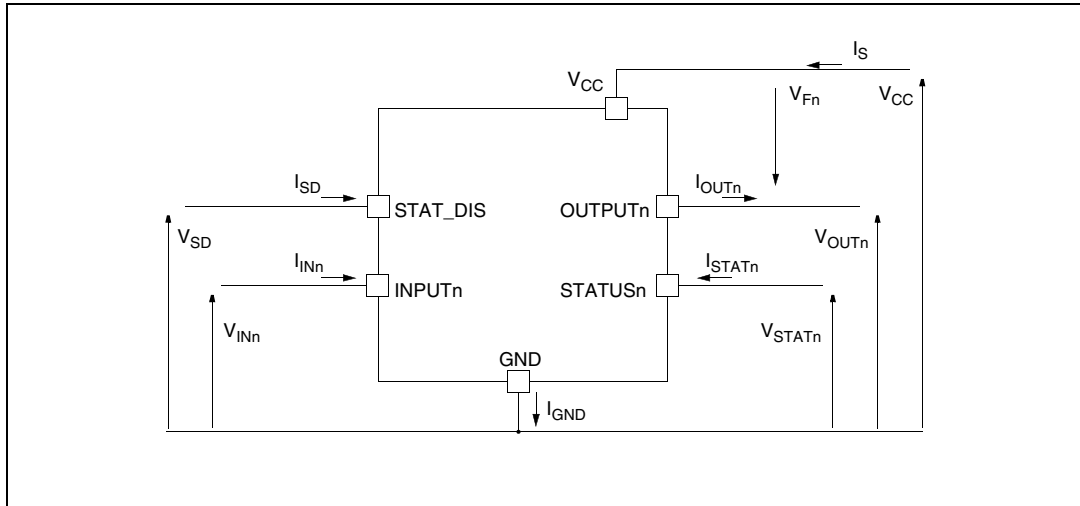 I_S
V_CC
V_Fn
V_CC
I_SD
STAT_DIS
I_OUTn
OUTPUTn
V_SD
V_OUTn
I_INn
INPUTn
I_STATn
STATUSn
V_INn
V_STATn
GND
I_GND